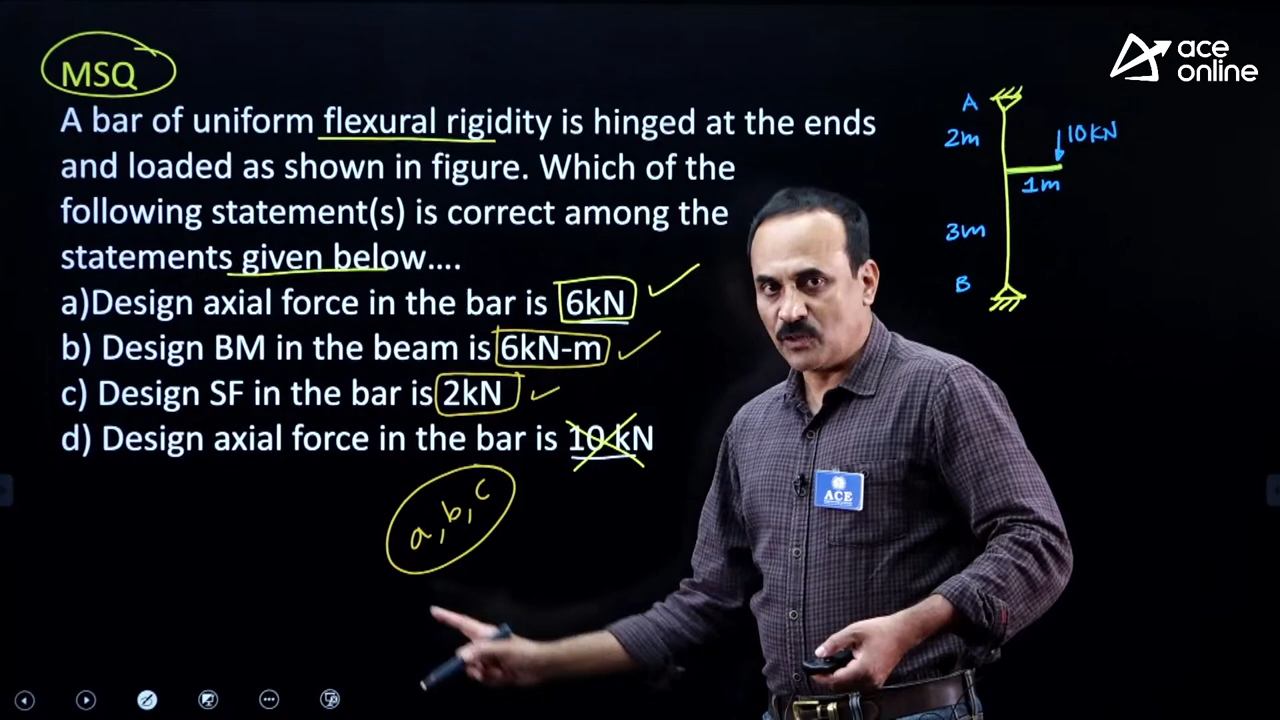 MSQ
A bar of uniform flexural rigidity is hinged at the ends
and loaded as shown in figure. Which of the
following statement(s) is correct among the
statements given below....
a)Design axial force in the bar is 6kN
b) Design BM in the beam is 6kN-m
c) Design SF in the bar is 2kN
d) Design axial force in the bar is 10 kN
a, b, c
ace
online
A
2m
10KN
1m
3m
B
ACE